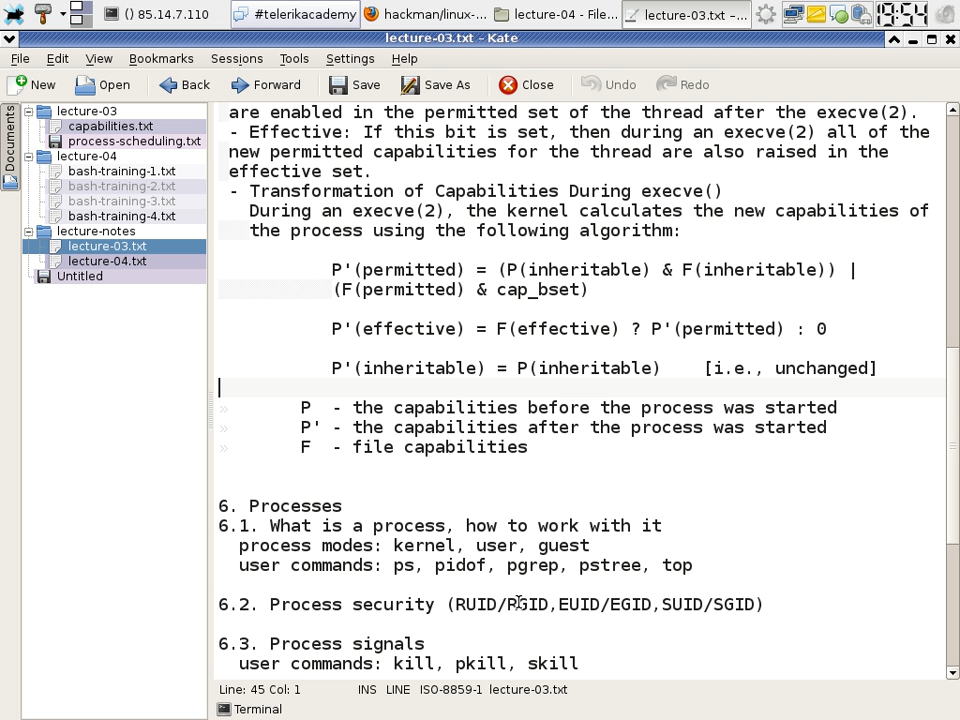 () 85.14.7.110
#telerikacademy
hackman/linux-...
lecture-04 - File...
lecture-03.txt –...
19:54
lecture-03.txt – Kate
File Edit View Bookmarks Sessions Tools Settings Help
New Open Back Forward Save Save As Close Undo Redo
Documents
lecture-03
capabilities.txt
process-scheduling.txt
lecture-04
bash-training-1.txt
bash-training-2.txt
bash-training-3.txt
bash-training-4.txt
lecture-notes
lecture-03.txt
lecture-04.txt
Untitled
are enabled in the permitted set of the thread after the execve(2).
- Effective: If this bit is set, then during an execve(2) all of the
new permitted capabilities for the thread are also raised in the
effective set.
- Transformation of Capabilities During execve()
During an execve(2), the kernel calculates the new capabilities of
the process using the following algorithm:
P'(permitted) = (P(inheritable) & F(inheritable)) |
(F(permitted) & cap_bset)
P'(effective) = F(effective) ? P'(permitted) : 0
P'(inheritable) = P(inheritable) [i.e., unchanged]
» P - the capabilities before the process was started
» P' - the capabilities after the process was started
» F - file capabilities
6. Processes
6.1. What is a process, how to work with it
process modes: kernel, user, guest
user commands: ps, pidof, pgrep, pstree, top
6.2. Process security (RUID/RGID,EUID/EGID,SUID/SGID)
6.3. Process signals
user commands: kill, pkill, skill
Line: 45 Col: 1 INS LINE ISO-8859-1 lecture-03.txt
Terminal